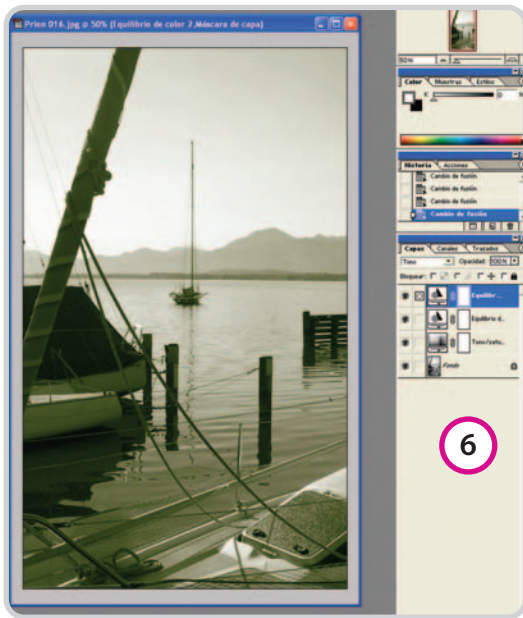 Prien 016.jpg @ 50% (Equilibrio de color 2,Máscara de capa)
50%
Color Muestras Estilos
K 0 %
Historia Acciones
Cambio de fusión
Cambio de fusión
Cambio de fusión
Cambio de fusión
Capas Canales Trazados
Tono Opacidad: 100%
Bloquear:
Equilibr...
Equilibrio d...
Tono/satu...
Fondo
6